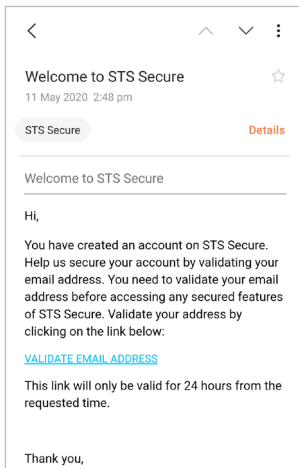 Welcome to STS Secure
11 May 2020 2:48 pm
STS Secure Details
Welcome to STS Secure
Hi,
You have created an account on STS Secure.
Help us secure your account by validating your
email address. You need to validate your email
address before accessing any secured features
of STS Secure. Validate your address by
clicking on the link below:
VALIDATE EMAIL ADDRESS
This link will only be valid for 24 hours from the
requested time.
Thank you,